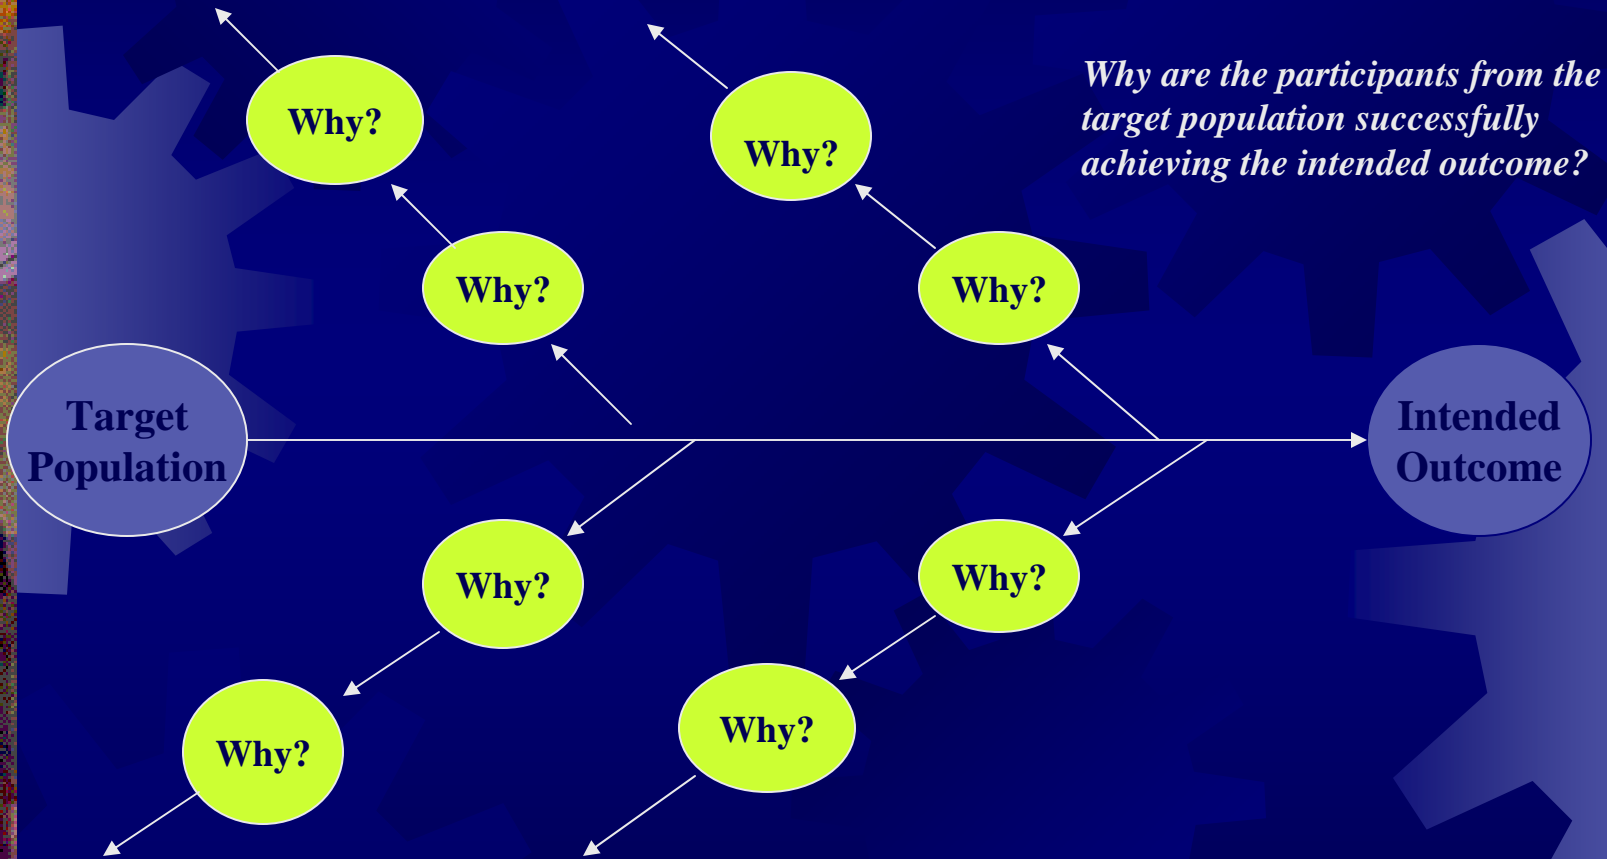 Why are the participants from the
target population successfully
achieving the intended outcome?
Why?
Why?
Why?
Why?
Target
Population
Intended
Outcome
Why?
Why?
Why?
Why?